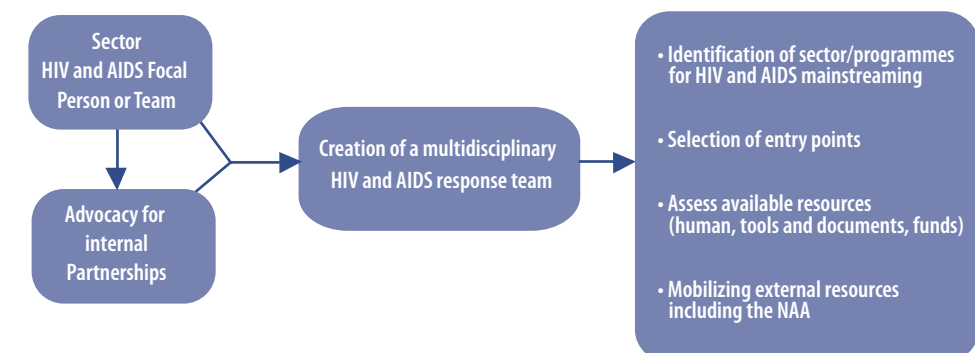 Sector
HIV and AIDS Focal
Person or Team
Advocacy for
internal
Partnerships
Creation of a multidisciplinary
HIV and AIDS response team
• Identification of sector/programmes
for HIV and AIDS mainstreaming
• Selection of entry points
• Assess available resources
(human, tools and documents, funds)
• Mobilizing external resources
including the NAA